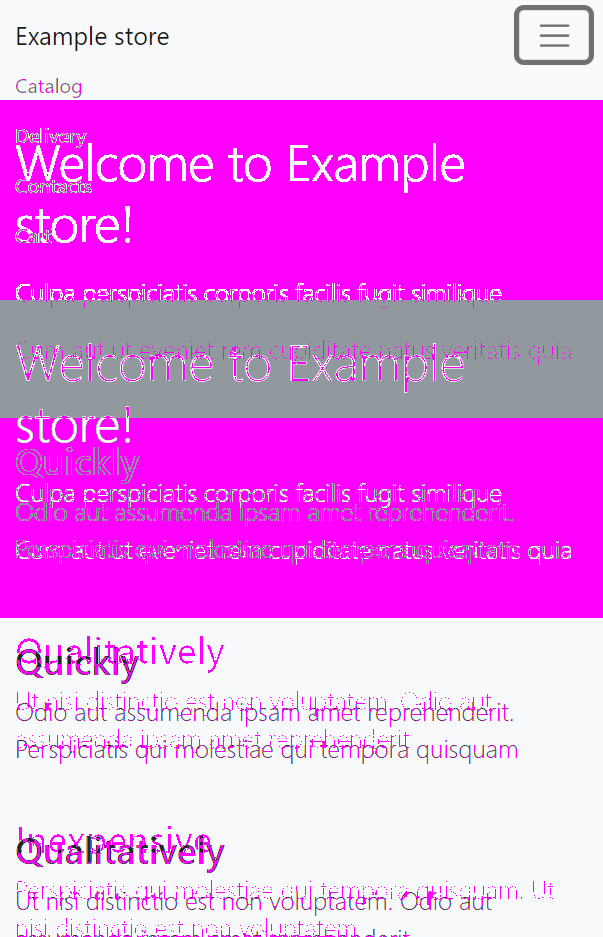 Example store
Catalog
Delivery
Welcome to Example
Contacts
store!
Cart
Culpa perspiciatis corporis facilis fugit similique
Cum aut ut eveniet rem cupiditate natus veritatis quia
Welcome to Example
store!
Quickly
Culpa perspiciatis corporis facilis fugit similique
Odio aut assumenda ipsam amet reprehenderit.
Cum aut ut eveniet rem cupiditate natus veritatis quia
Qualitatively
Quickly
Ut nisi distinctio est non voluptatem. Odio aut
Odio aut assumenda ipsam amet reprehenderit.
assumenda ipsam amet reprehenderit
Perspiciatis qui molestiae qui tempora quisquam
Inexpensive
Qualitatively
Perspiciatis qui molestiae qui tempora quisquam. Ut
Ut nisi distinctio est non voluptatem. Odio aut
nisi distinctio est non voluptatem